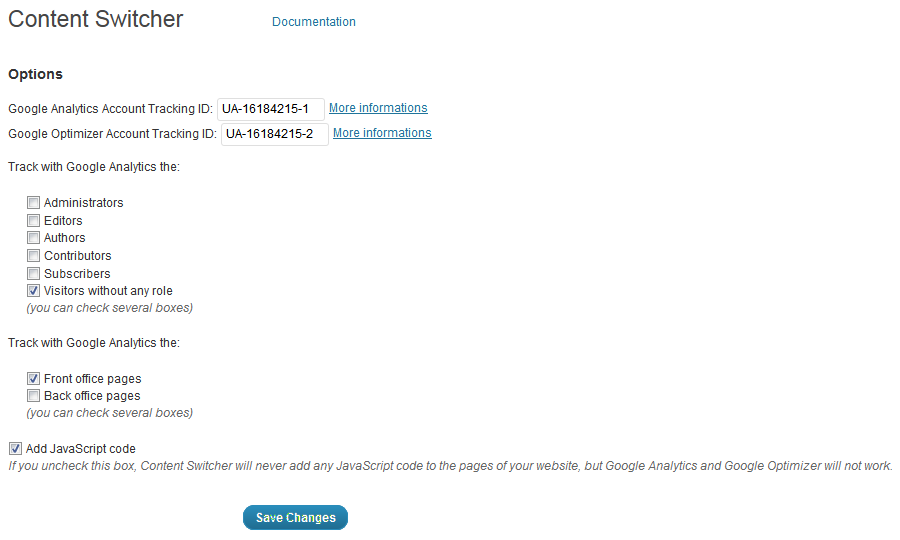 Content Switcher Documentation
Options
Google Analytics Account Tracking ID: UA-16184215-1 More informations
Google Optimizer Account Tracking ID: UA-16184215-2 More informations
Track with Google Analytics the:
Administrators
Editors
Authors
Contributors
Subscribers
Visitors without any role
(you can check several boxes)
Track with Google Analytics the:
Front office pages
Back office pages
(you can check several boxes)
Add JavaScript code
If you uncheck this box, Content Switcher will never add any JavaScript code to the pages of your website, but Google Analytics and Google Optimizer will not work.
Save Changes